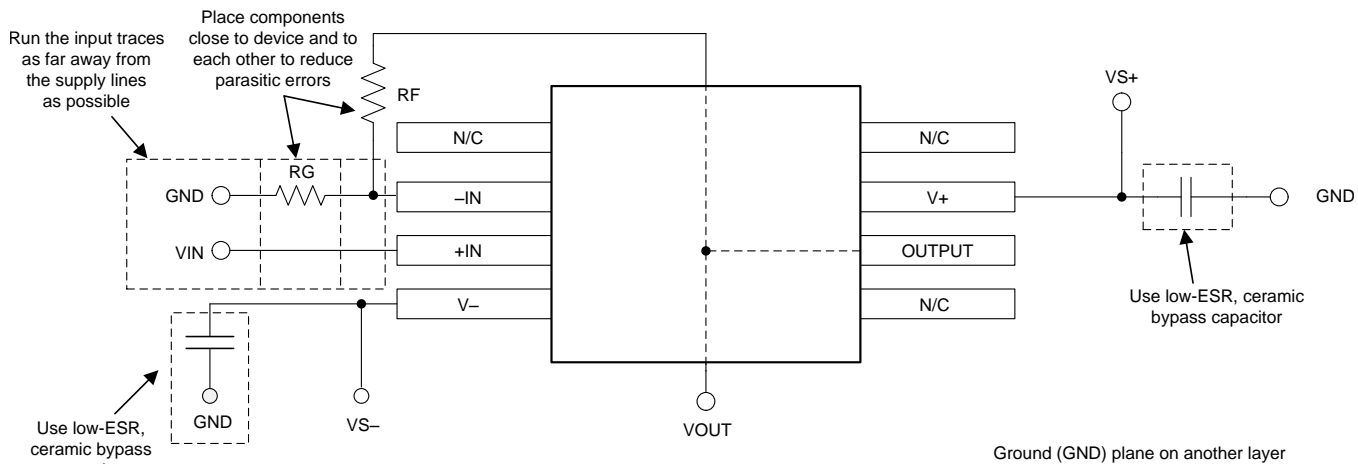 Place components
close to device and to
each other to reduce
parasitic errors
Run the input traces
as far away from
the supply lines
as possible
RF
VS+
N/C
N/C
RG
GND
–IN
V+
GND
VIN
+IN
OUTPUT
V–
N/C
Use low-ESR, ceramic
bypass capacitor
GND
VS–
VOUT
Use low-ESR,
ceramic bypass
Ground (GND) plane on another layer